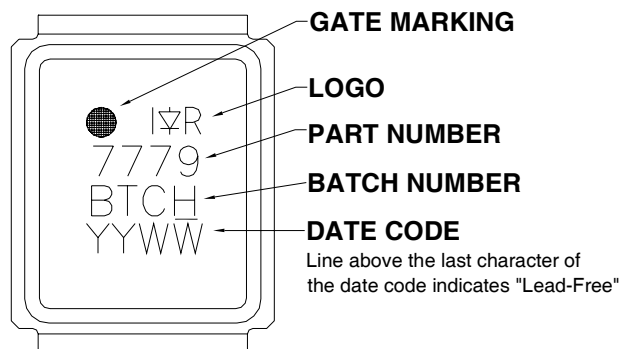 GATE MARKING
LOGO
I R
PART NUMBER
7779
BATCH NUMBER
BTCH
DATE CODE
YYWW
Line above the last character of
the date code indicates "Lead-Free"